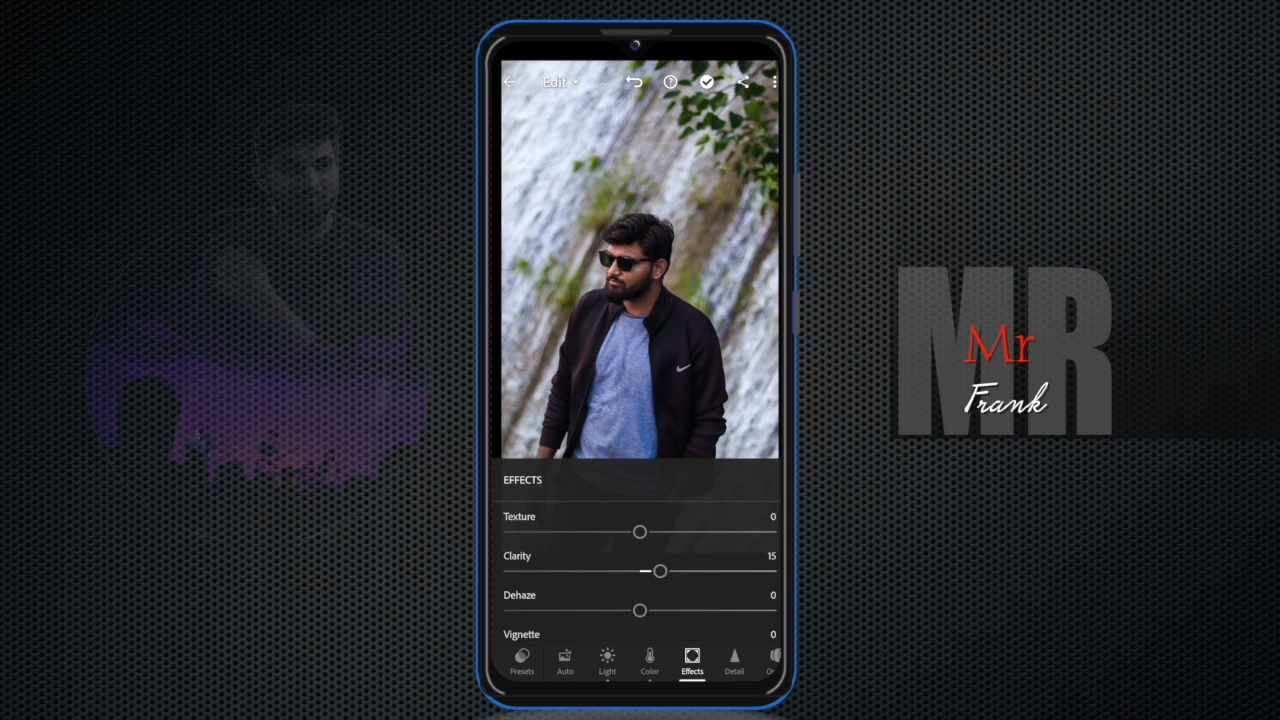 Edit
EFFECTS
Texture 0
Clarity 15
Dehaze 0
Vignette 0
Presets Auto Light Color Effects Detail
MR
Mr
Frank